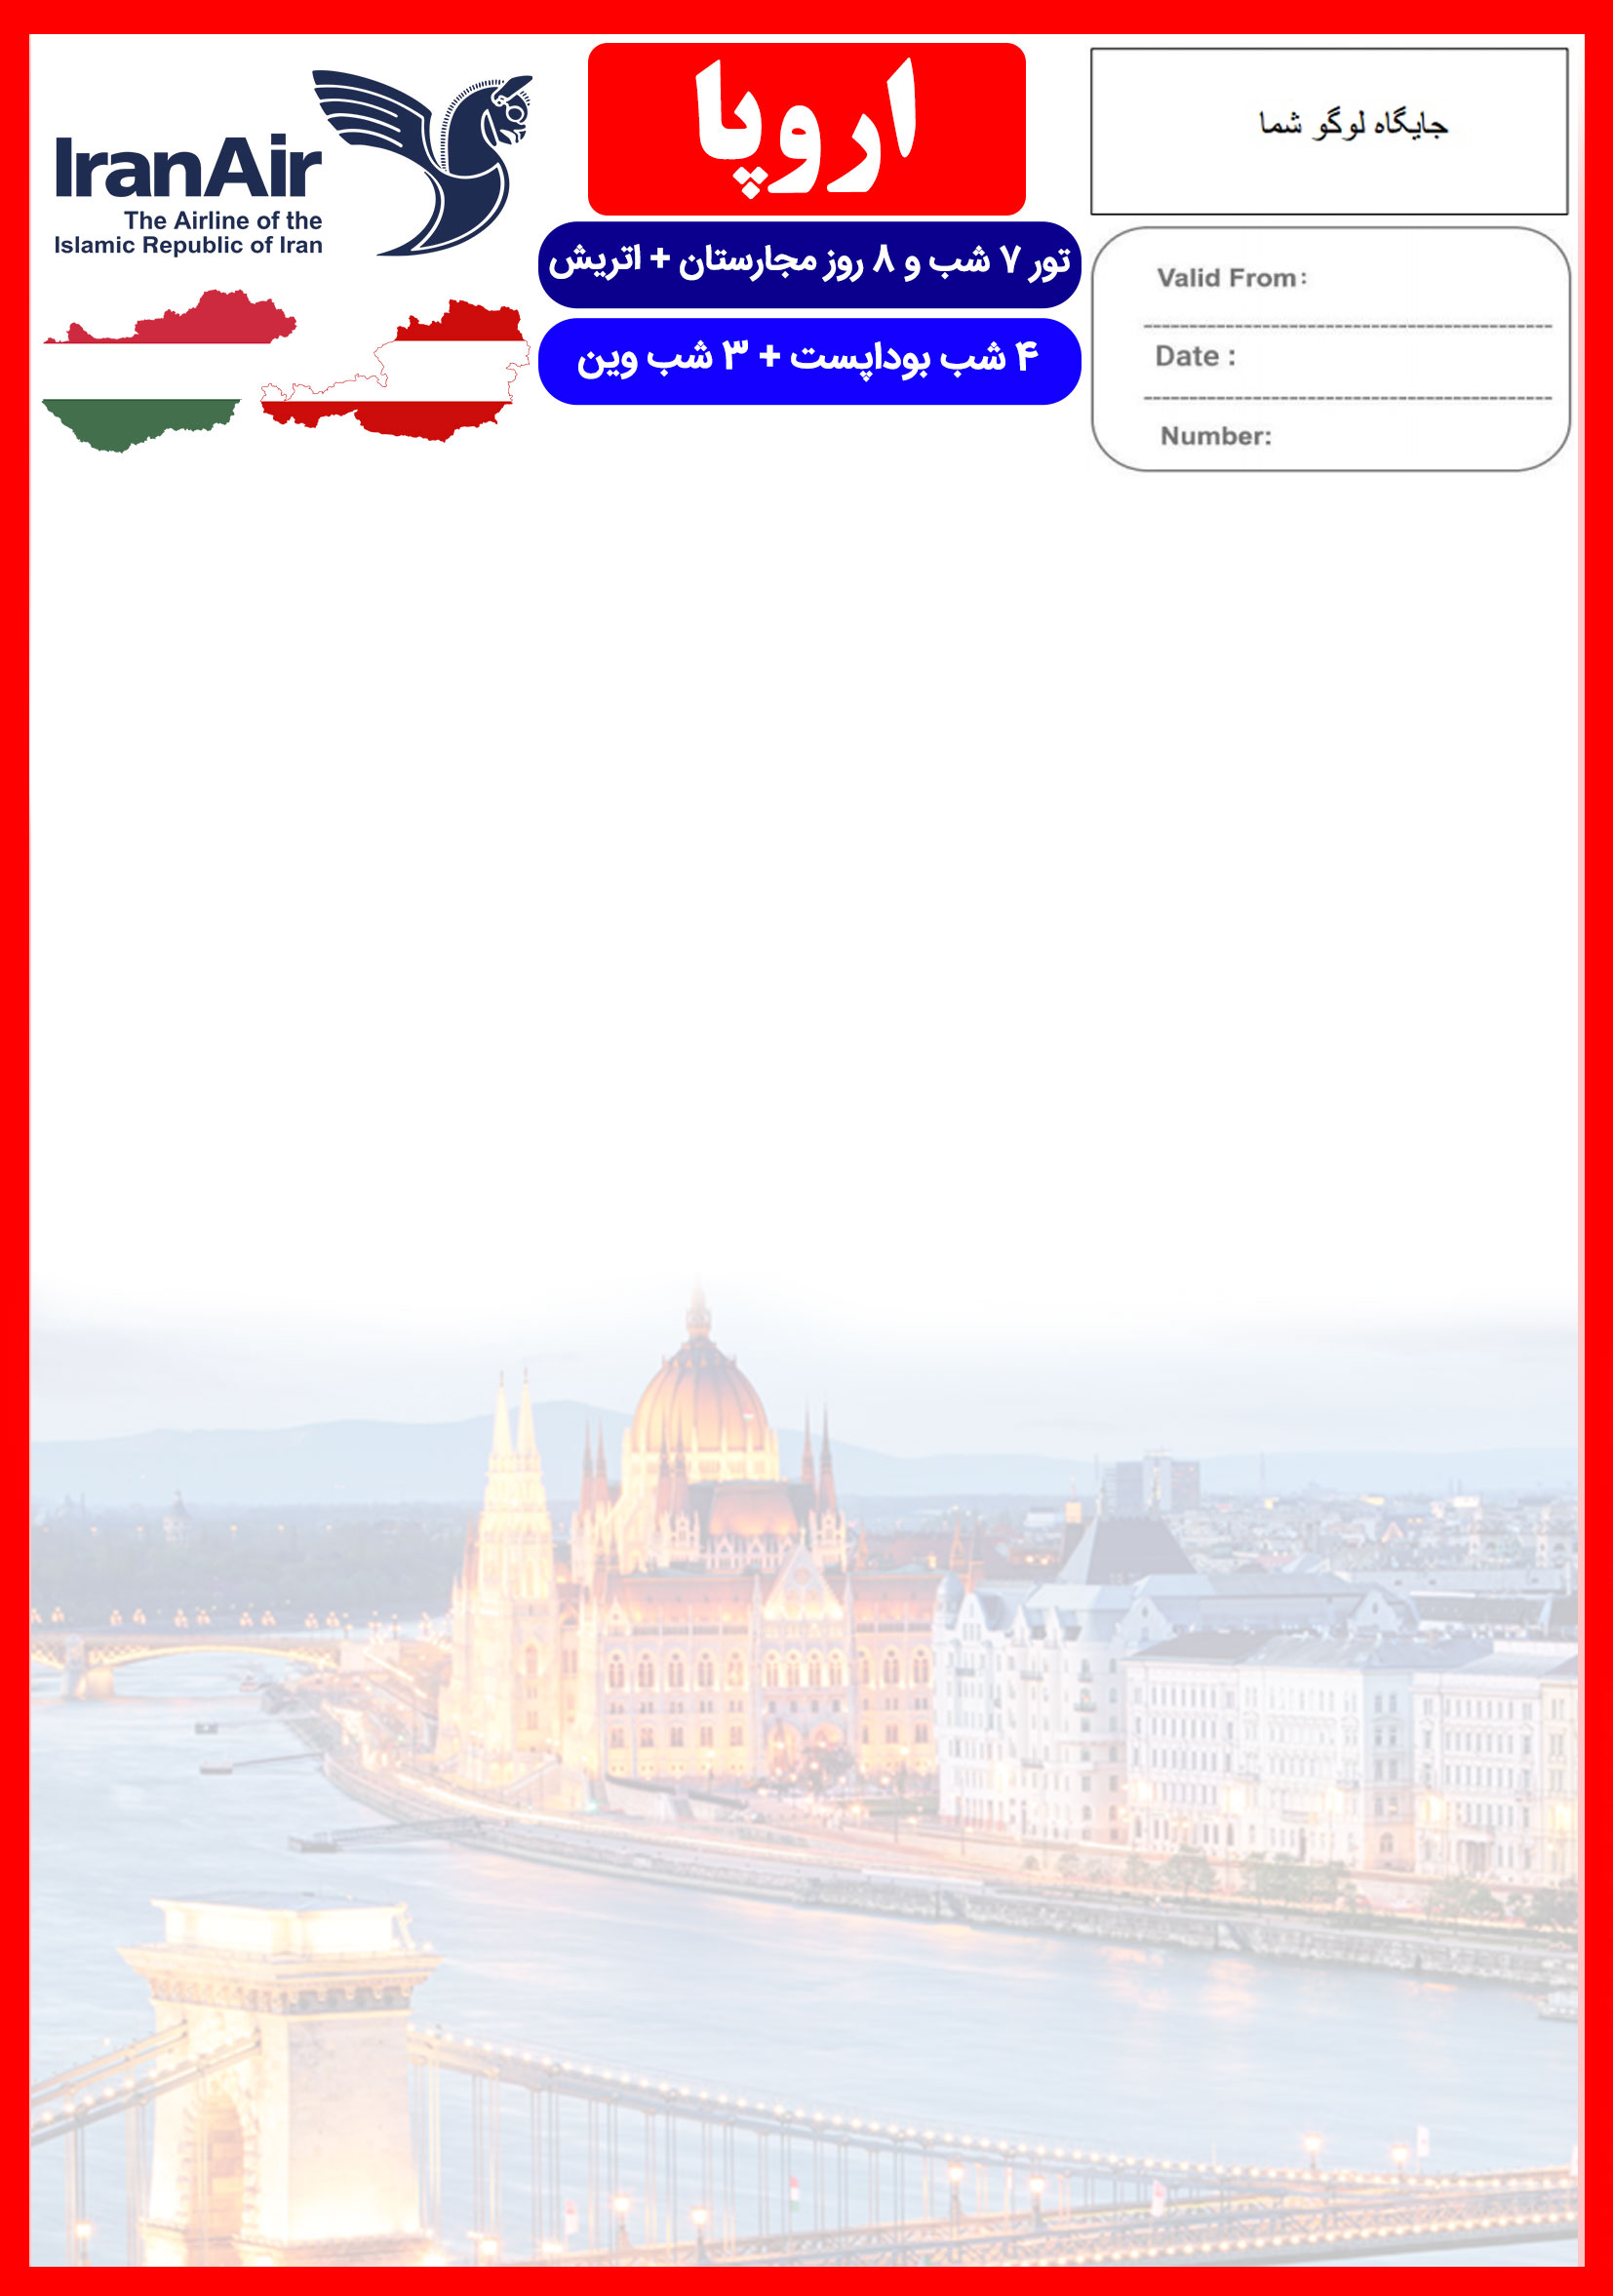 IranAir
The Airline of the
Islamic Republic of Iran
اروپا
تور ۷ شب و ۸ روز مجارستان + اتریش
۴ شب بوداپست + ۳ شب وین
جایگاه لوگو شما
Valid From:
Date :
Number: